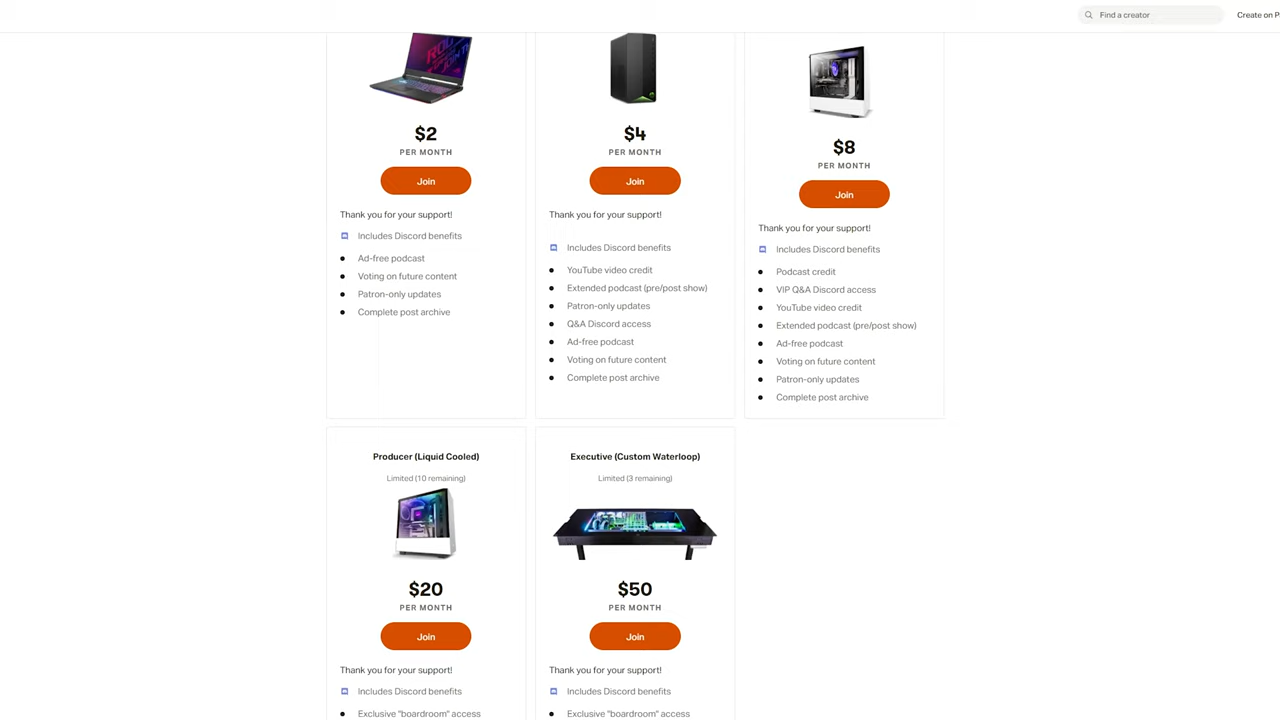 Find a creator
Create on P
$2
PER MONTH
Join
Thank you for your support!
Includes Discord benefits
Ad-free podcast
Voting on future content
Patron-only updates
Complete post archive
$4
PER MONTH
Join
Thank you for your support!
Includes Discord benefits
YouTube video credit
Extended podcast (pre/post show)
Patron-only updates
Q&A Discord access
Ad-free podcast
Voting on future content
Complete post archive
$8
PER MONTH
Join
Thank you for your support!
Includes Discord benefits
Podcast credit
VIP Q&A Discord access
YouTube video credit
Extended podcast (pre/post show)
Ad-free podcast
Voting on future content
Patron-only updates
Complete post archive
Producer (Liquid Cooled)
Limited (10 remaining)
$20
PER MONTH
Join
Thank you for your support!
Includes Discord benefits
Exclusive "boardroom" access
Executive (Custom Waterloop)
Limited (3 remaining)
$50
PER MONTH
Join
Thank you for your support!
Includes Discord benefits
Exclusive "boardroom" access